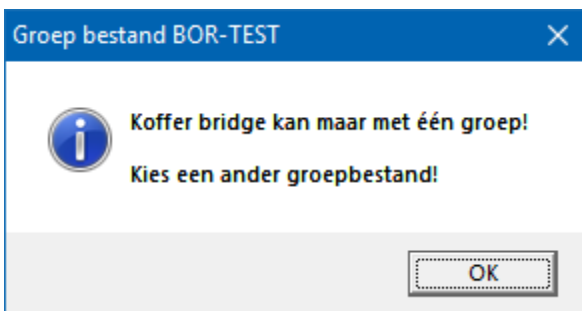 Groep bestand BOR-TEST
Koffer bridge kan maar met één groep!
Kies een ander groepbestand!
OK